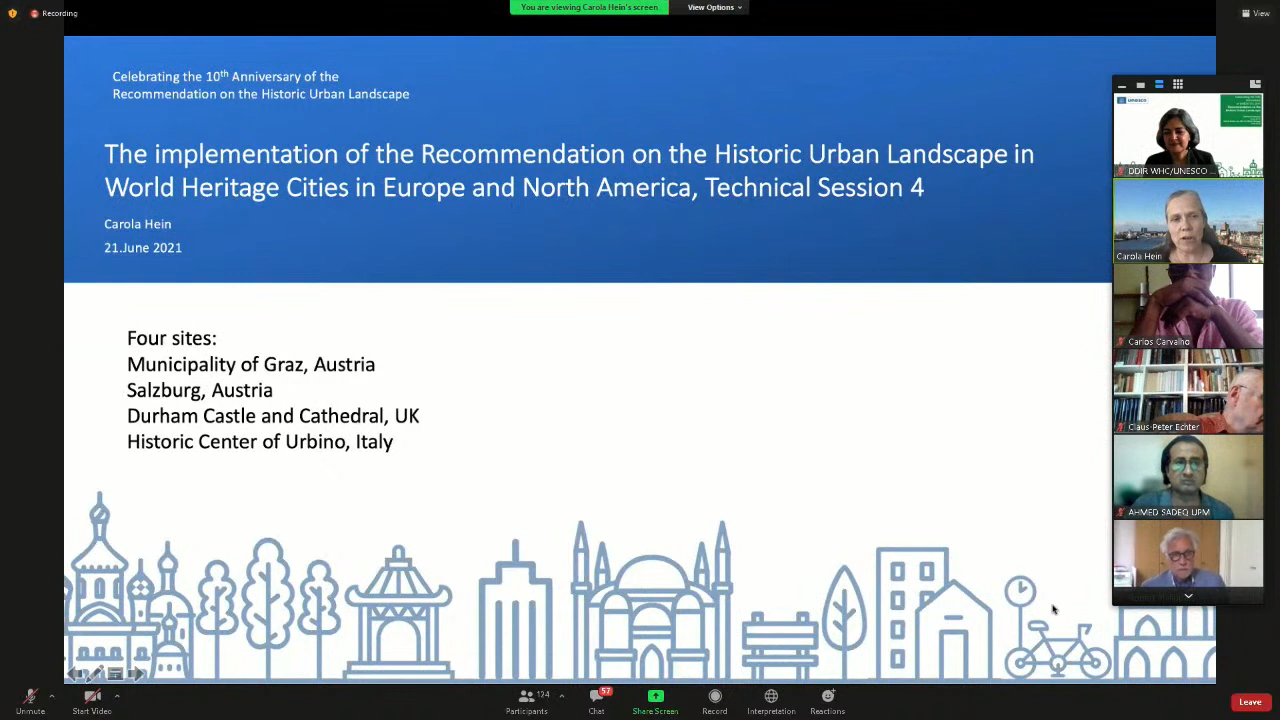 Recording
You are viewing Carola Hein's screen
View Options
View
Celebrating the 10th Anniversary of the
Recommendation on the Historic Urban Landscape
The implementation of the Recommendation on the Historic Urban Landscape in
World Heritage Cities in Europe and North America, Technical Session 4
Carola Hein
21.June 2021
Four sites:
Municipality of Graz, Austria
Salzburg, Austria
Durham Castle and Cathedral, UK
Historic Center of Urbino, Italy
unesco
DDIR WHC/UNESCO ...
Carola Hein
Carlos Carvalho
Claus-Peter Echter
AHMED SADEQ UPM
Unmute
Start Video
124
Participants
57
Chat
Share Screen
Record
Interpretation
Reactions
Leave